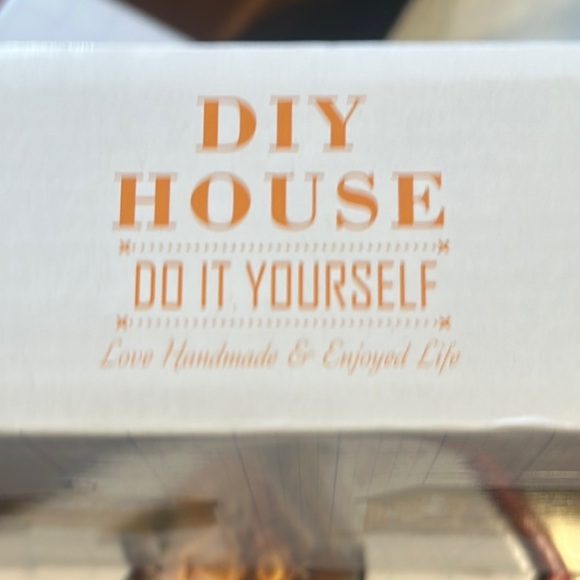 DIY
HOUSE
DO IT YOURSELF
Love Handmade & Enjoyed Life